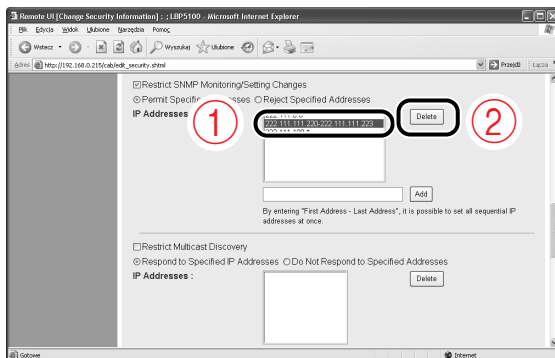 Remote UI [Change Security Information] : ; LBP5100 - Microsoft Internet Explorer
Plik Edycja Widok Ulubione Narzędzia Pomoc
Wstecz Wyszukaj Ulubione
Adres http://192.168.0.215/cab/edt_security.shtml Przejdź Łącza
Restrict SNMP Monitoring/Setting Changes
Permit Specified Addresses Reject Specified Addresses
IP Addresses
222.111.111.220-222.111.111.223
Delete
1
2
Add
By entering "First Address - Last Address", it is possible to set all sequential IP
addresses at once.
Restrict Multicast Discovery
Respond to Specified IP Addresses Do Not Respond to Specified Addresses
IP Addresses :
Delete
Gotowe Internet